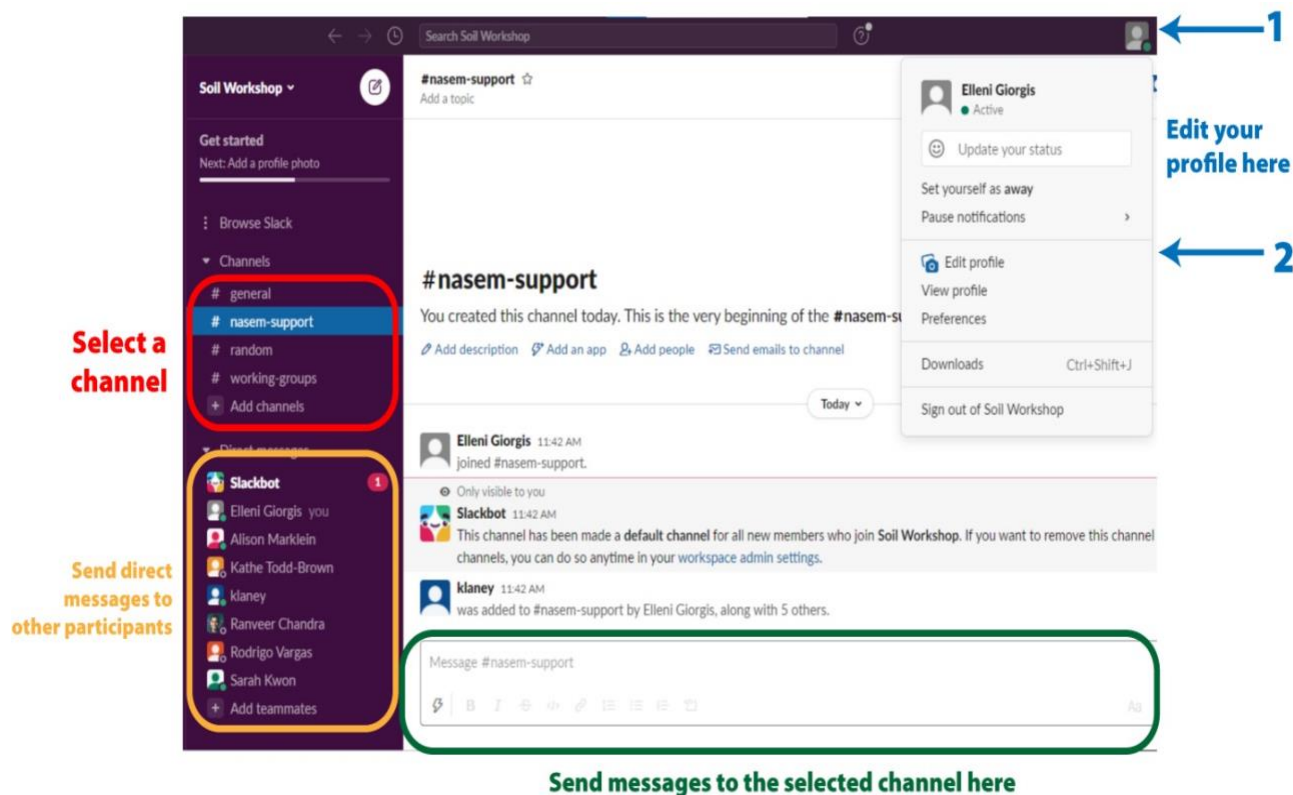 Search Soil Workshop
1
Soil Workshop
Get started
Next: Add a profile photo
Browse Slack
Channels
# general
# nasem-support
# random
# working-groups
+ Add channels
Direct messages
Slackbot 1
Elleni Giorgis you
Alison Marklein
Kathe Todd-Brown
klaney
Ranveer Chandra
Rodrigo Vargas
Sarah Kwon
+ Add teammates
Select a
channel
Send direct
messages to
other participants
#nasem-support
Add a topic
#nasem-support
You created this channel today. This is the very beginning of the
Add description Add an app Add people Send emails to channel
Today
Elleni Giorgis 11:42 AM
joined #nasem-support.
Only visible to you
Slackbot 11:42 AM
This channel has been made a default channel for all new members who join Soil Workshop. If you want to remove this channel
channels, you can do so anytime in your workspace admin settings.
klaney 11:42 AM
was added to #nasem-support by Elleni Giorgis, along with 5 others.
Message #nasem-support
B I
Aa
Send messages to the selected channel here
Elleni Giorgis
Active
Update your status
Set yourself as away
Pause notifications
Edit profile
View profile
Preferences
Downloads Ctrl+Shift+J
Sign out of Soil Workshop
Edit your
profile here
2